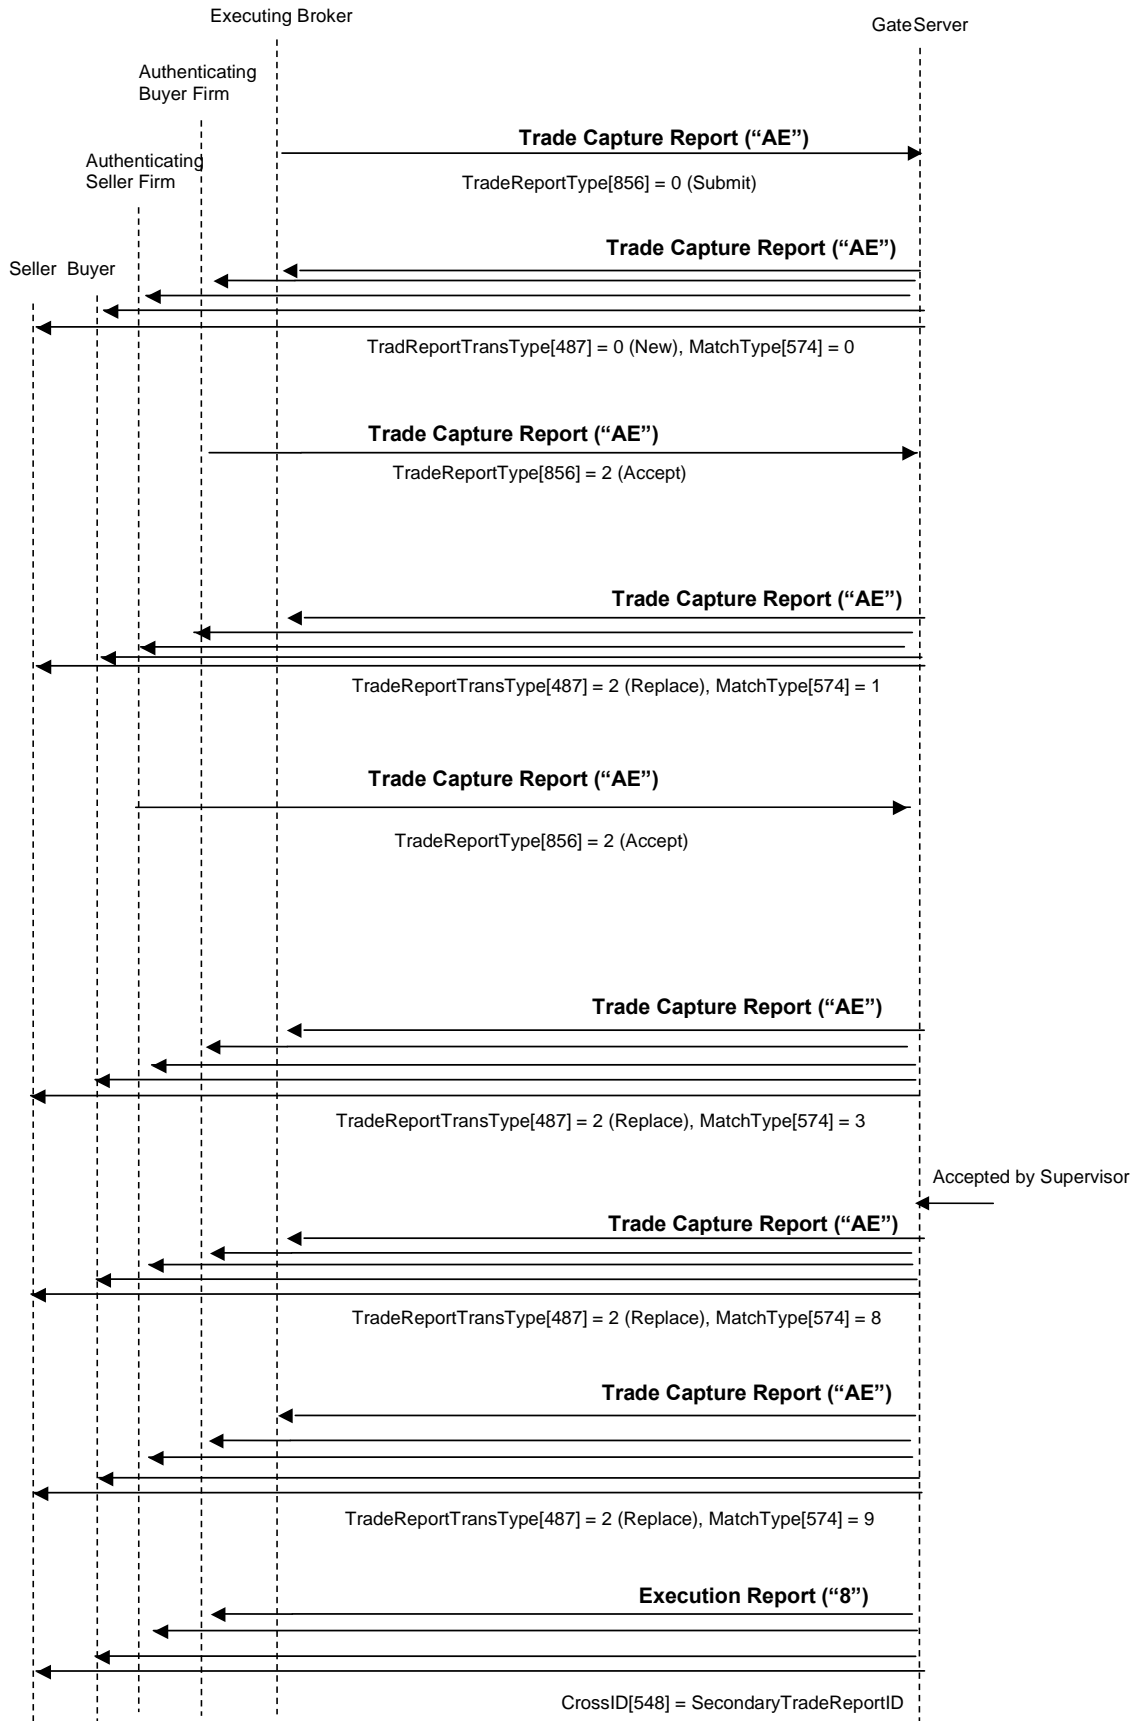 Executing Broker
GateServer
Authenticating
Buyer Firm
Trade Capture Report (“AE”)
Authenticating
Seller Firm
TradeReportType[856] = 0 (Submit)
Trade Capture Report (“AE”)
Seller Buyer
TradReportTransType[487] = 0 (New), MatchType[574] = 0
Trade Capture Report (“AE”)
TradeReportType[856] = 2 (Accept)
Trade Capture Report (“AE”)
TradeReportTransType[487] = 2 (Replace), MatchType[574] = 1
Trade Capture Report (“AE”)
TradeReportType[856] = 2 (Accept)
Trade Capture Report (“AE”)
TradeReportTransType[487] = 2 (Replace), MatchType[574] = 3
Accepted by Supervisor
Trade Capture Report (“AE”)
TradeReportTransType[487] = 2 (Replace), MatchType[574] = 8
Trade Capture Report (“AE”)
TradeReportTransType[487] = 2 (Replace), MatchType[574] = 9
Execution Report (“8”)
CrossID[548] = SecondaryTradeReportID